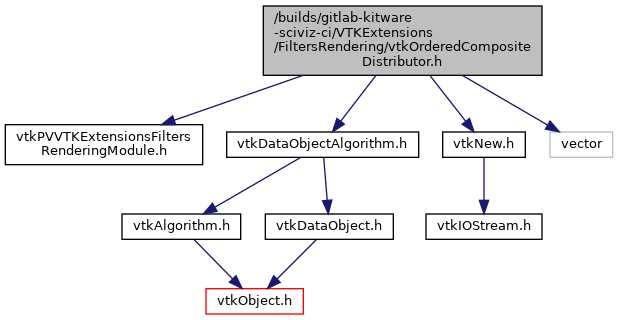 /builds/gitlab-kitware
-sciviz-ci/VTKExtensions
/FiltersRendering/vtkOrderedComposite
Distributor.h
vtkPVVTKExtensionsFilters
RenderingModule.h
vtkDataObjectAlgorithm.h
vtkNew.h
vector
vtkAlgorithm.h
vtkDataObject.h
vtkIOStream.h
vtkObject.h